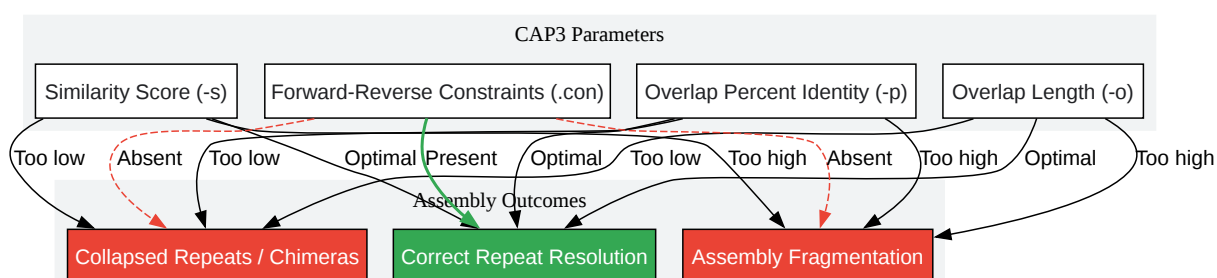 CAP3 Parameters
Similarity Score (-s)
Forward-Reverse Constraints (.con)
Overlap Percent Identity (-p)
Overlap Length (-o)
Too low
Absent
Too low
Optimal
Present
Optimal
Too low
Too high
Absent
Too high
Optimal
Too high
Assembly Outcomes
Collapsed Repeats / Chimeras
Correct Repeat Resolution
Assembly Fragmentation